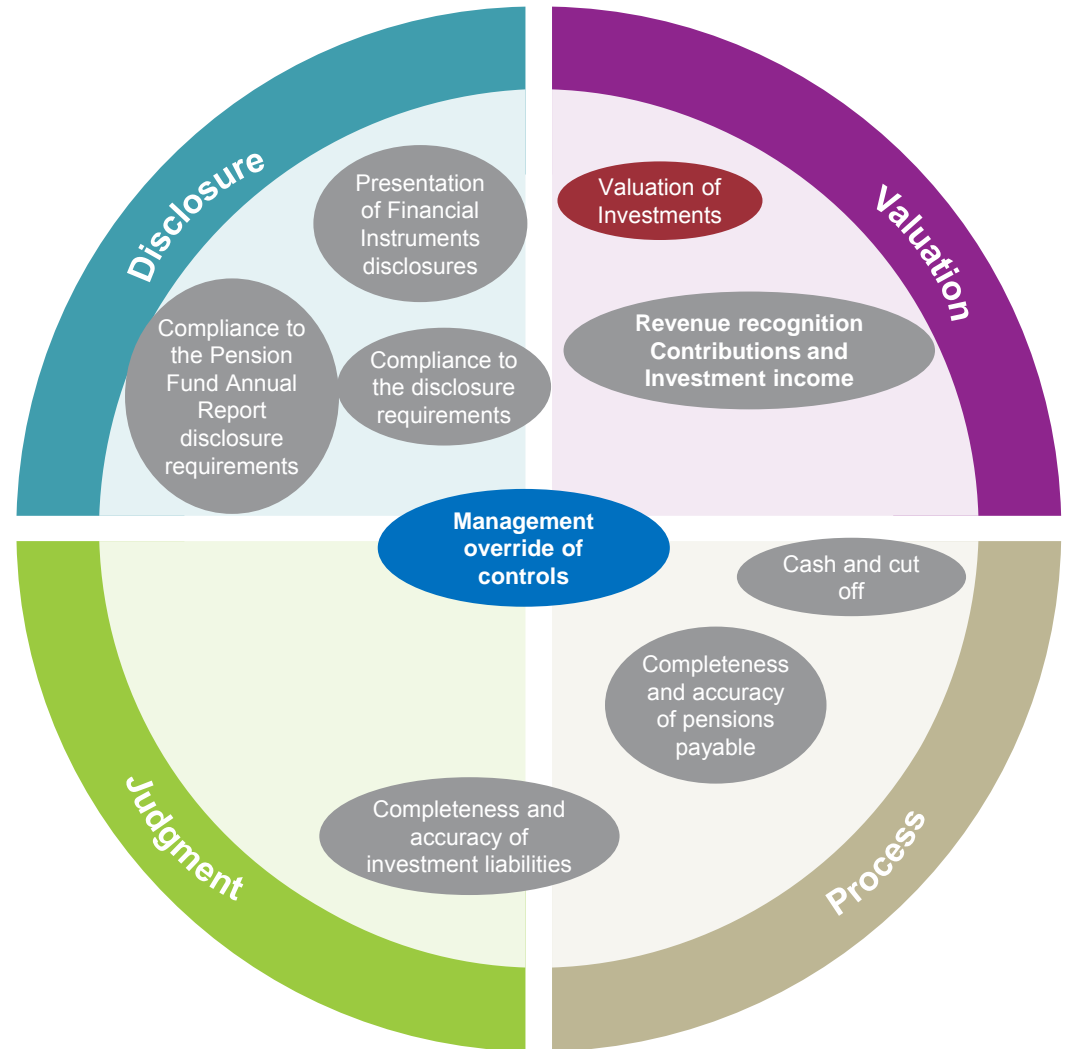 Disclosure
Valuation
Presentation
of Financial
Instruments
disclosures
Valuation of
Investments
Compliance to
the Pension
Fund Annual
Report
disclosure
requirements
Compliance to
the disclosure
requirements
Revenue recognition
Contributions and
Investment income
Management
override of
controls
Cash and cut
off
Completeness
and accuracy
of pensions
payable
Completeness and
accuracy of
investment liabilities
Judgment
Process